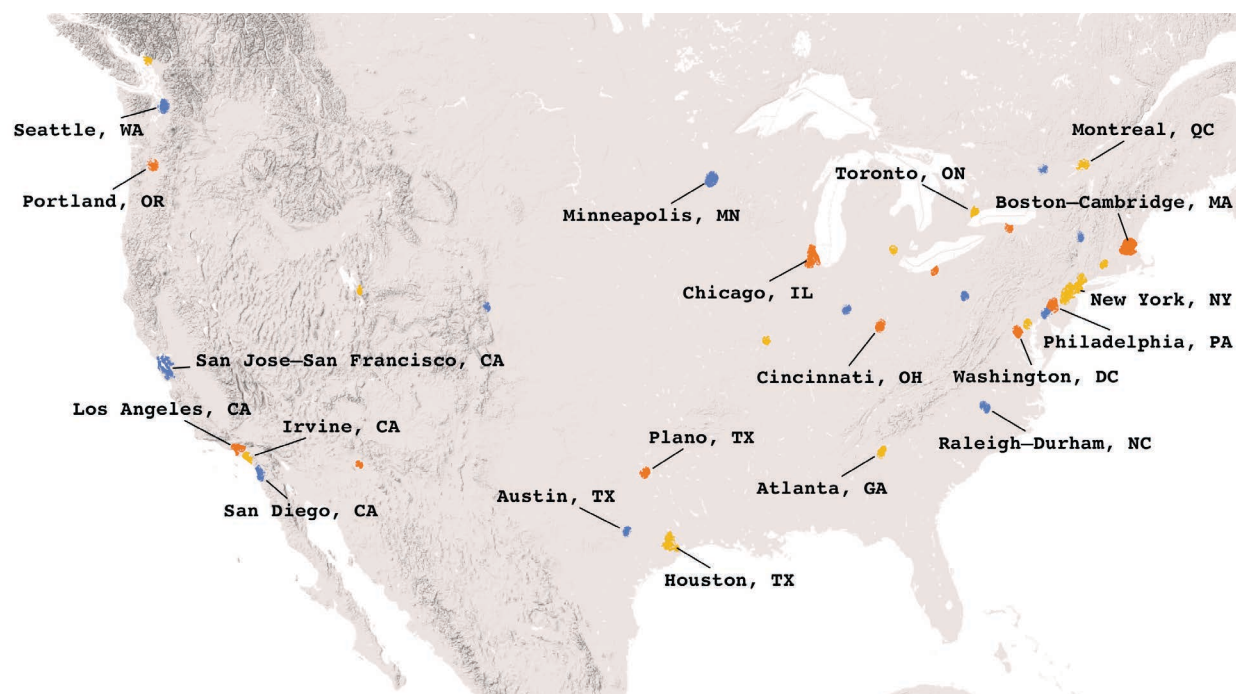 Seattle, WA
Portland, OR
Minneapolis, MN
Montreal, QC
Toronto, ON
Boston—Cambridge, MA
Chicago, IL
New York, NY
Philadelphia, PA
San Jose—San Francisco, CA
Cincinnati, OH
Washington, DC
Los Angeles, CA
Irvine, CA
Plano, TX
Raleigh—Durham, NC
Atlanta, GA
Austin, TX
San Diego, CA
Houston, TX